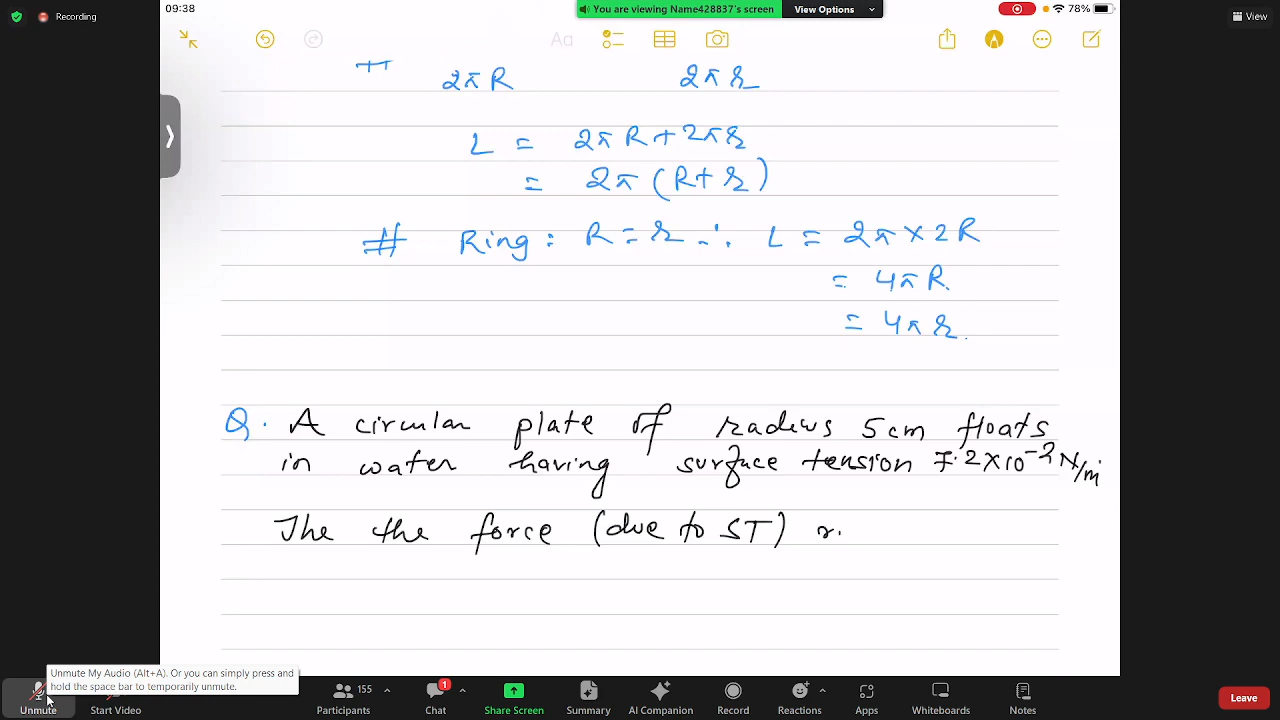 09:38
You are viewing Name428837's screen
View Options
78%
Recording
View
Aa
2πR 2πr
L = 2πR + 2πr
= 2π (R + r)
# Ring: R = r ∴ L = 2π × 2R
= 4πR.
= 4πr.
Q. A circular plate of radius 5cm floats
in water having surface tension 7.2×10⁻² N/m
The the force (due to ST) r.
Unmute My Audio (Alt+A). Or you can simply press and
hold the space bar to temporarily unmute.
Unmute
Start Video
155
Participants
1
Chat
Share Screen
Summary
AI Companion
Record
Reactions
Apps
Whiteboards
Notes
Leave